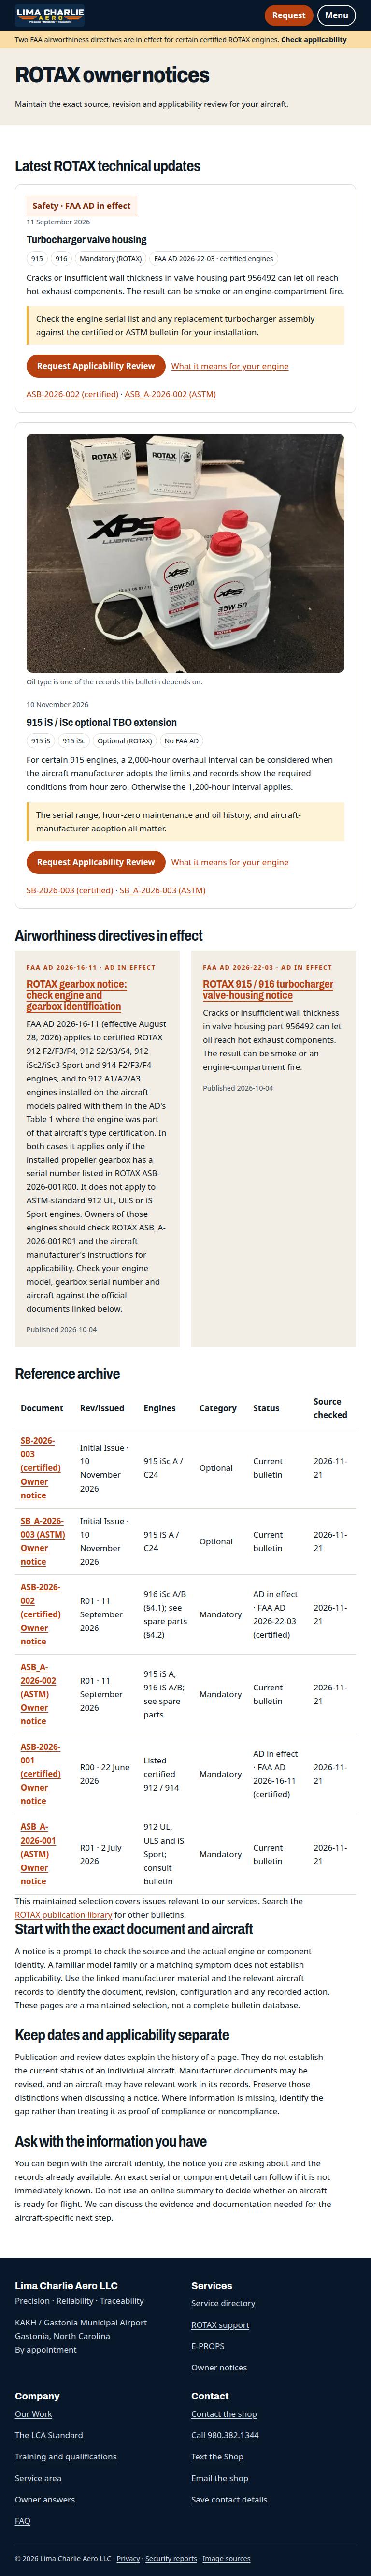 LIMA CHARLIE
AERO
Precision · Reliability · Traceability
Request
Menu
Two FAA airworthiness directives are in effect for certain certified ROTAX engines. Check applicability
ROTAX owner notices
Maintain the exact source, revision and applicability review for your aircraft.
Latest ROTAX technical updates
Safety · FAA AD in effect
11 September 2026
Turbocharger valve housing
915
916
Mandatory (ROTAX)
FAA AD 2026-22-03 · certified engines
Cracks or insufficient wall thickness in valve housing part 956492 can let oil reach
hot exhaust components. The result can be smoke or an engine-compartment fire.
Check the engine serial list and any replacement turbocharger assembly
against the certified or ASTM bulletin for your installation.
Request Applicability Review
What it means for your engine
ASB-2026-002 (certified) · ASB_A-2026-002 (ASTM)
ROTAX
ROTAX
XPS
LUBRICANTS
XPS
5W-50
XPS
5W-50
Oil type is one of the records this bulletin depends on.
10 November 2026
915 iS / iSc optional TBO extension
915 iS
915 iSc
Optional (ROTAX)
No FAA AD
For certain 915 engines, a 2,000-hour overhaul interval can be considered when
the aircraft manufacturer adopts the limits and records show the required
conditions from hour zero. Otherwise the 1,200-hour interval applies.
The serial range, hour-zero maintenance and oil history, and aircraft-
manufacturer adoption all matter.
Request Applicability Review
What it means for your engine
SB-2026-003 (certified) · SB_A-2026-003 (ASTM)
Airworthiness directives in effect
FAA AD 2026-16-11 · AD IN EFFECT
ROTAX gearbox notice:
check engine and
gearbox identification
FAA AD 2026-16-11 (effective August
28, 2026) applies to certified ROTAX
912 F2/F3/F4, 912 S2/S3/S4, 912
iSc2/iSc3 Sport and 914 F2/F3/F4
engines, and to 912 A1/A2/A3
engines installed on the aircraft
models paired with them in the AD's
Table 1 where the engine was part
of that aircraft's type certification. In
both cases it applies only if the
installed propeller gearbox has a
serial number listed in ROTAX ASB-
2026-001R00. It does not apply to
ASTM-standard 912 UL, ULS or iS
Sport engines. Owners of those
engines should check ROTAX ASB_A-
2026-001R01 and the aircraft
manufacturer's instructions for
applicability. Check your engine
model, gearbox serial number and
aircraft against the official
documents linked below.
Published 2026-10-04
FAA AD 2026-22-03 · AD IN EFFECT
ROTAX 915 / 916 turbocharger
valve-housing notice
Cracks or insufficient wall thickness
in valve housing part 956492 can let
oil reach hot exhaust components.
The result can be smoke or an
engine-compartment fire.
Published 2026-10-04
Reference archive
Document
Rev/issued
Engines
Category
Status
Source
checked
SB-2026-
003
(certified)
Owner
notice
Initial Issue ·
10
November
2026
915 iSc A /
C24
Optional
Current
bulletin
2026-11-
21
SB_A-2026-
003 (ASTM)
Owner
notice
Initial Issue ·
10
November
2026
915 iS A /
C24
Optional
Current
bulletin
2026-11-
21
ASB-2026-
002
(certified)
Owner
notice
R01 · 11
September
2026
916 iSc A/B
(§4.1); see
spare parts
(§4.2)
Mandatory
AD in effect
· FAA AD
2026-22-03
(certified)
2026-11-
21
ASB_A-
2026-002
(ASTM)
Owner
notice
R01 · 11
September
2026
915 iS A,
916 iS A/B;
see spare
parts
Mandatory
Current
bulletin
2026-11-
21
ASB-2026-
001
(certified)
Owner
notice
R00 · 22 June
2026
Listed
certified
912 / 914
Mandatory
AD in effect
· FAA AD
2026-16-11
(certified)
2026-11-
21
ASB_A-
2026-001
(ASTM)
Owner
notice
R01 · 2 July
2026
912 UL,
ULS and iS
Sport;
consult
bulletin
Mandatory
Current
bulletin
2026-11-
21
This maintained selection covers issues relevant to our services. Search the
ROTAX publication library for other bulletins.
Start with the exact document and aircraft
A notice is a prompt to check the source and the actual engine or component
identity. A familiar model family or a matching symptom does not establish
applicability. Use the linked manufacturer material and the relevant aircraft
records to identify the document, revision, configuration and any recorded action.
These pages are a maintained selection, not a complete bulletin database.
Keep dates and applicability separate
Publication and review dates explain the history of a page. They do not establish
the current status of an individual aircraft. Manufacturer documents may be
revised, and an aircraft may have relevant work in its records. Preserve those
distinctions when discussing a notice. Where information is missing, identify the
gap rather than treating it as proof of compliance or noncompliance.
Ask with the information you have
You can begin with the aircraft identity, the notice you are asking about and the
records already available. An exact serial or component detail can follow if it is not
immediately known. Do not use an online summary to decide whether an aircraft
is ready for flight. We can discuss the evidence and documentation needed for the
aircraft-specific next step.
Lima Charlie Aero LLC
Precision · Reliability · Traceability
KAKH / Gastonia Municipal Airport
Gastonia, North Carolina
By appointment
Services
Service directory
ROTAX support
E-PROPS
Owner notices
Company
Our Work
The LCA Standard
Training and qualifications
Service area
Owner answers
FAQ
Contact
Contact the shop
Call 980.382.1344
Text the Shop
Email the shop
Save contact details
© 2026 Lima Charlie Aero LLC · Privacy · Security reports · Image sources